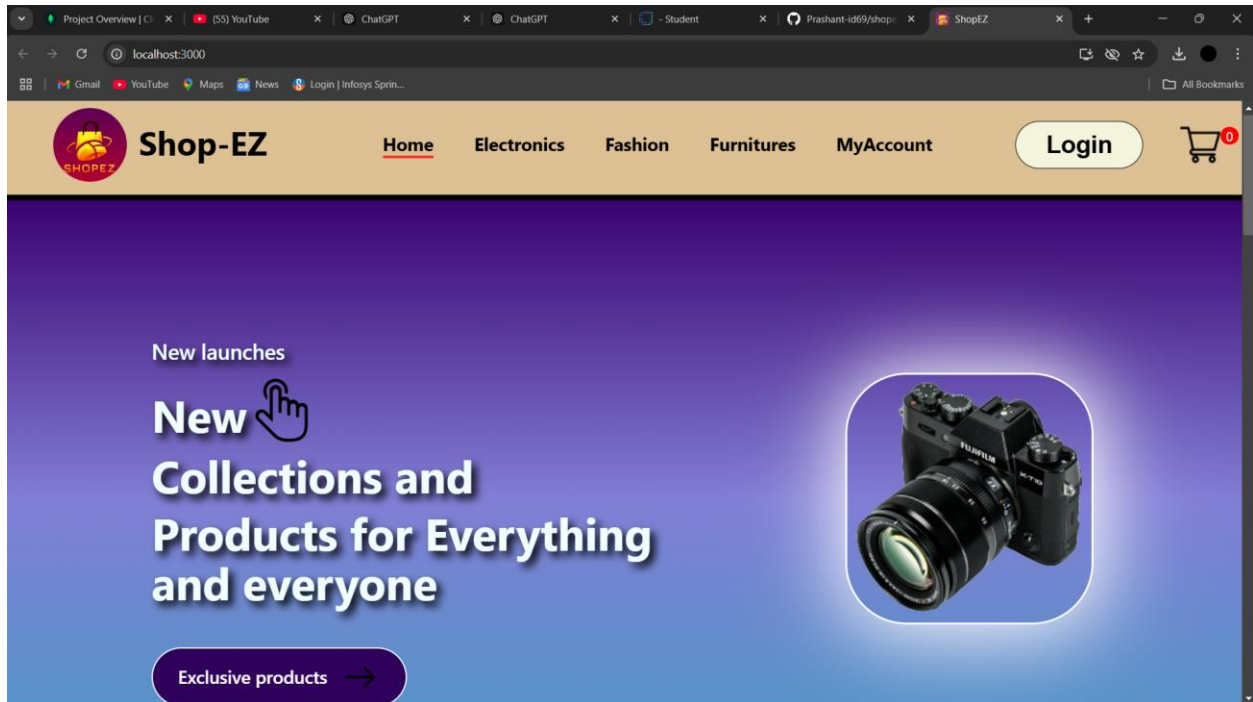 Project Overview | Cl
(55) YouTube
ChatGPT
ChatGPT
- Student
Prashant-id69/shope
ShopEZ
localhost:3000
Gmail
YouTube
Maps
News
Login | Infosys Sprin...
All Bookmarks
SHOPEZ
Shop-EZ
Home
Electronics
Fashion
Furnitures
MyAccount
Login
0
New launches
New
Collections and
Products for Everything
and everyone
FUJIFILM
X-T10
Exclusive products